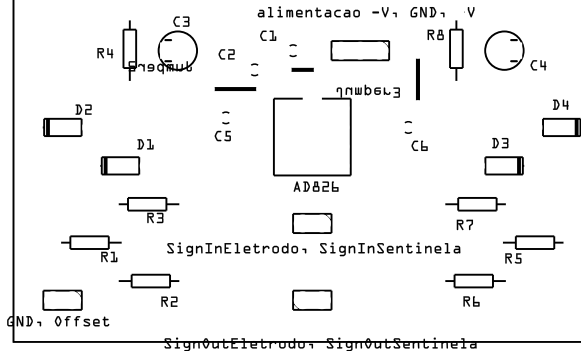 alimentacao -V, GND, V
C3
R4
C2
C1
R8
C4
Jumper2
Jumper3
D2
D1
C5
AD826
C6
D4
D3
R3
R7
SignInEletrodo, SignInSentinela
R1
R5
R2
R6
GND, Offset
SignOutEletrodo, SignOutSentinela